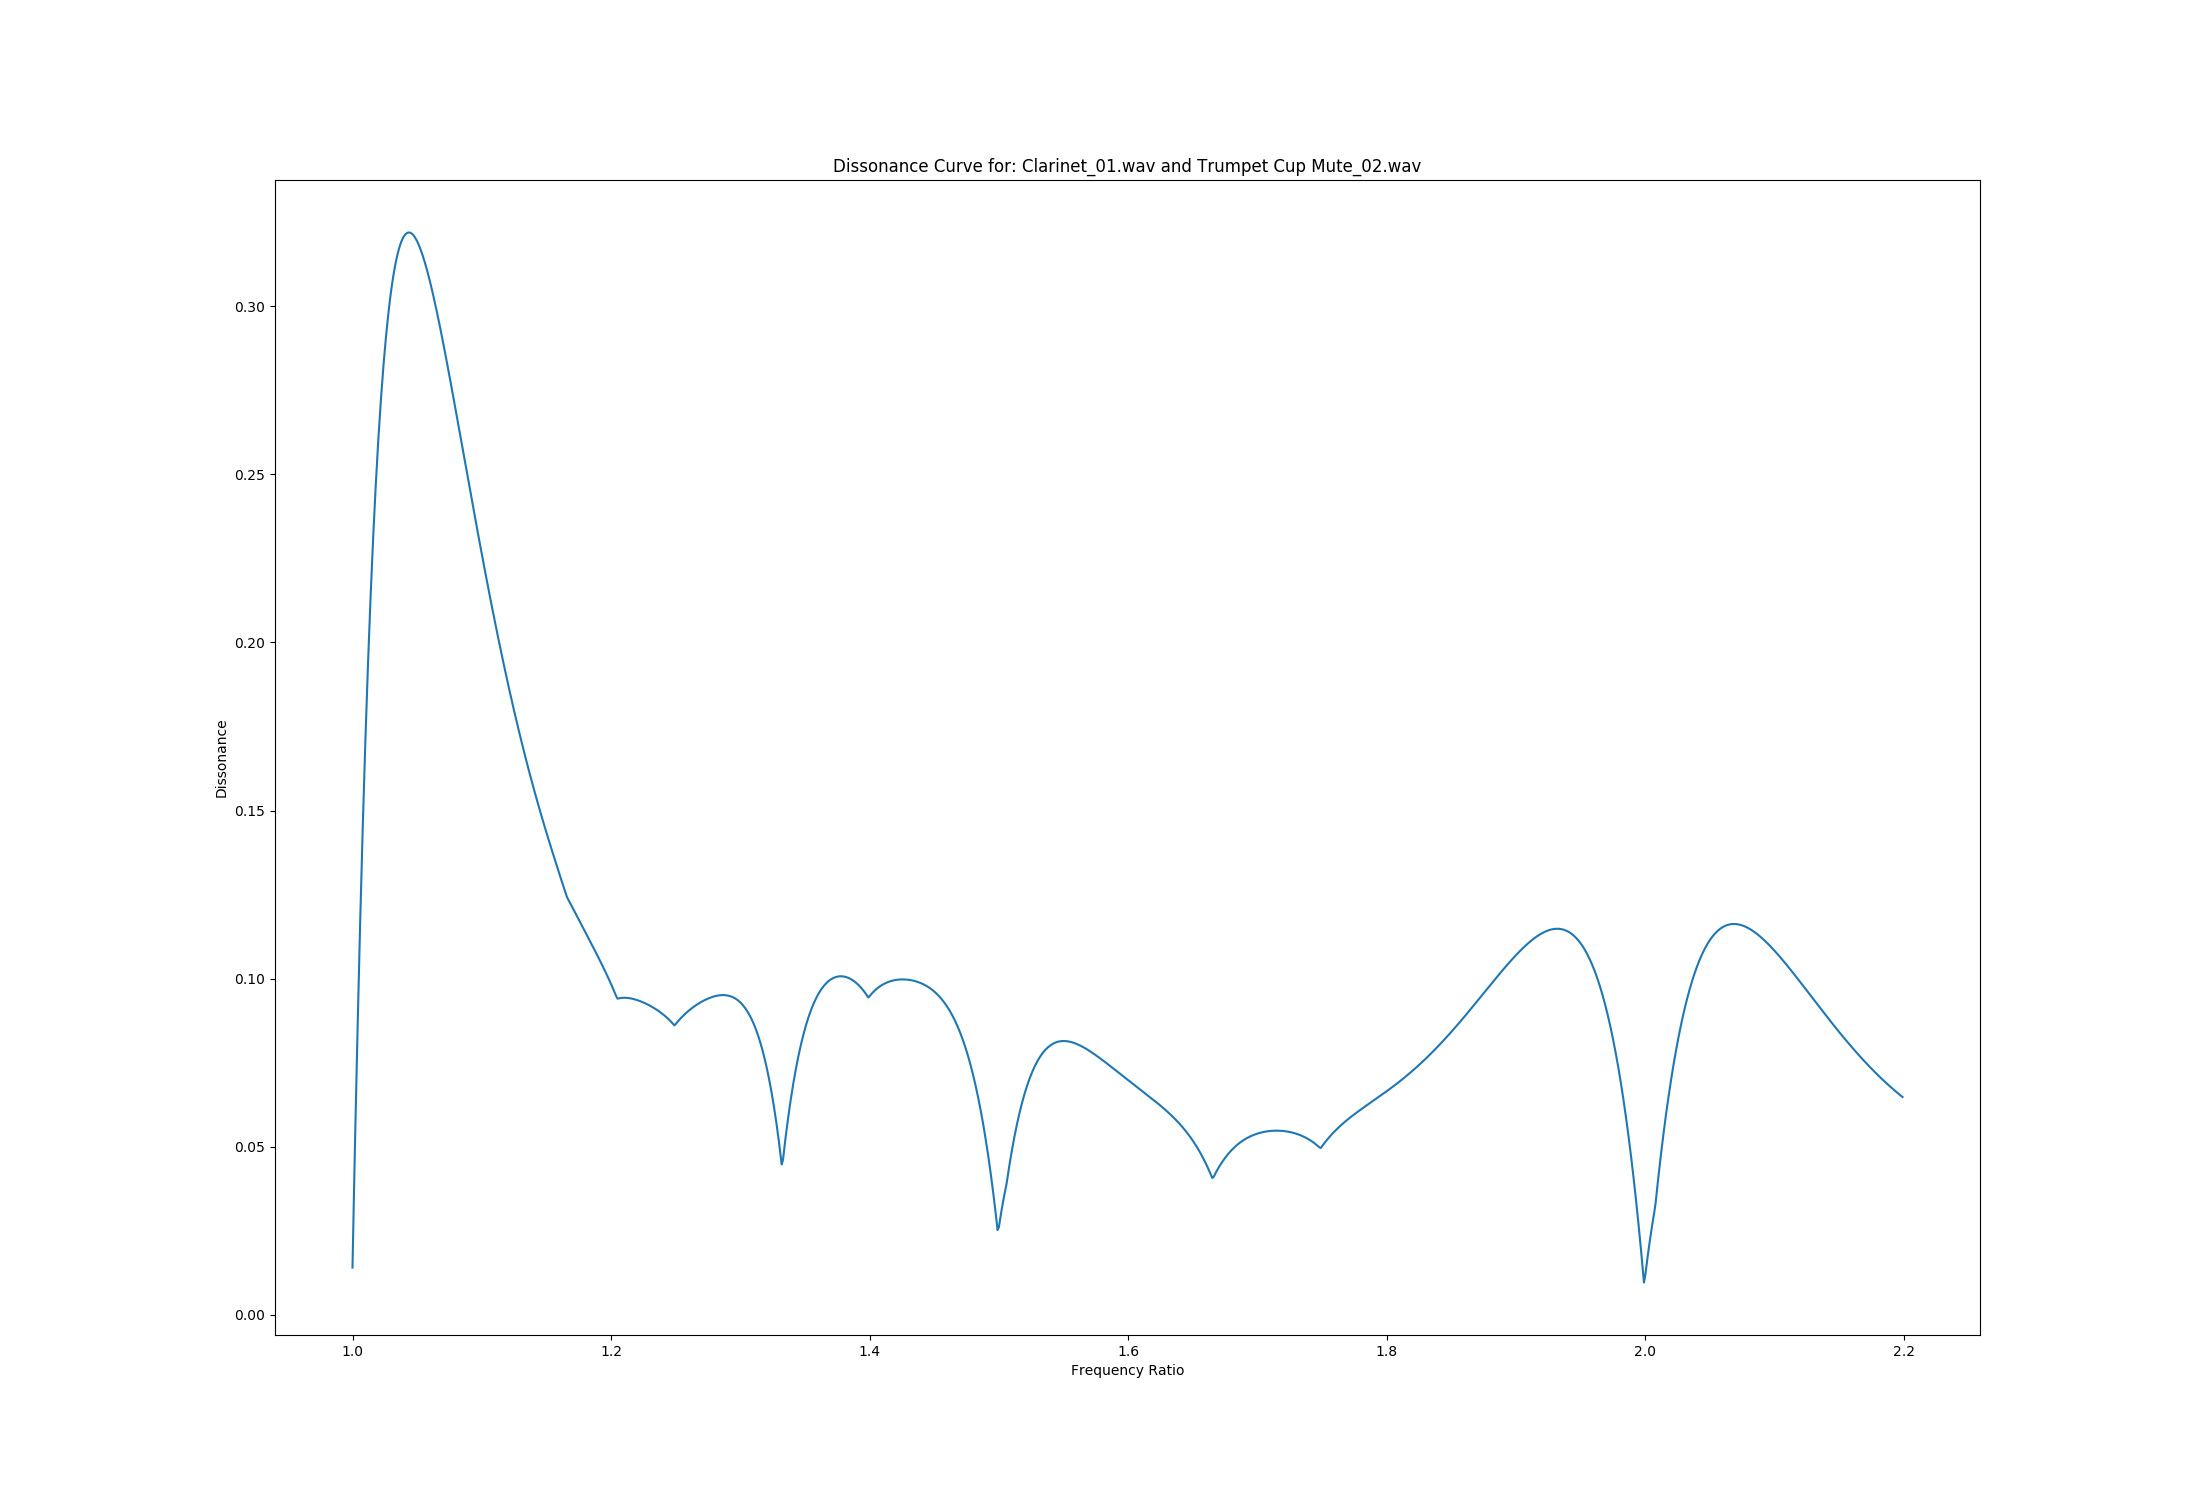 Dissonance Curve for: Clarinet_01.wav and Trumpet Cup Mute_02.wav
0.30
0.25
0.20
0.15
0.10
0.05
0.00
Dissonance
1.0 1.2 1.4 1.6 1.8 2.0 2.2
Frequency Ratio